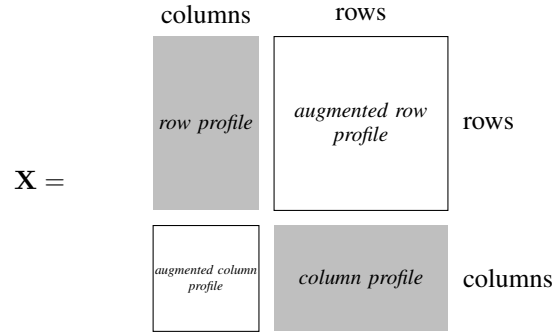 columns rows
row profile
augmented row
profile
rows
X =
augmented column
profile
column profile
columns